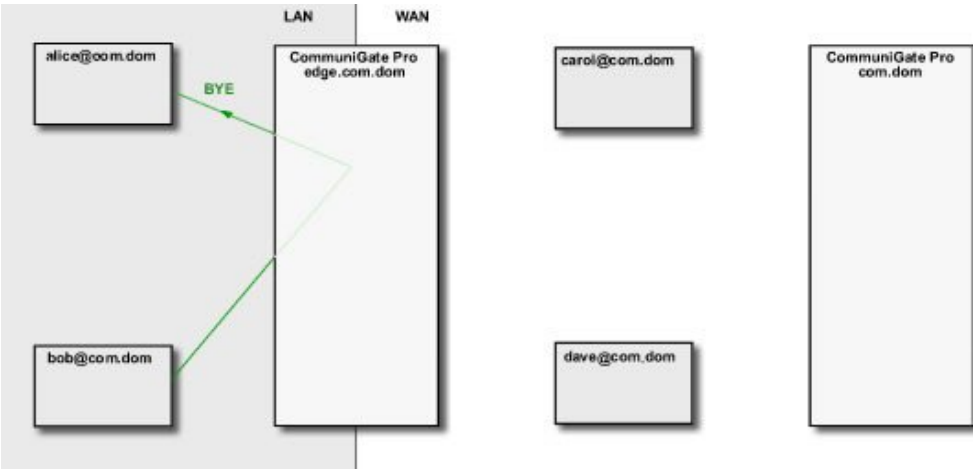 LAN WAN
alice@com.dom
CommuniGate Pro
edge.com.dom
carol@com.dom
CommuniGate Pro
com.dom
BYE
bob@com.dom
dave@com.dom